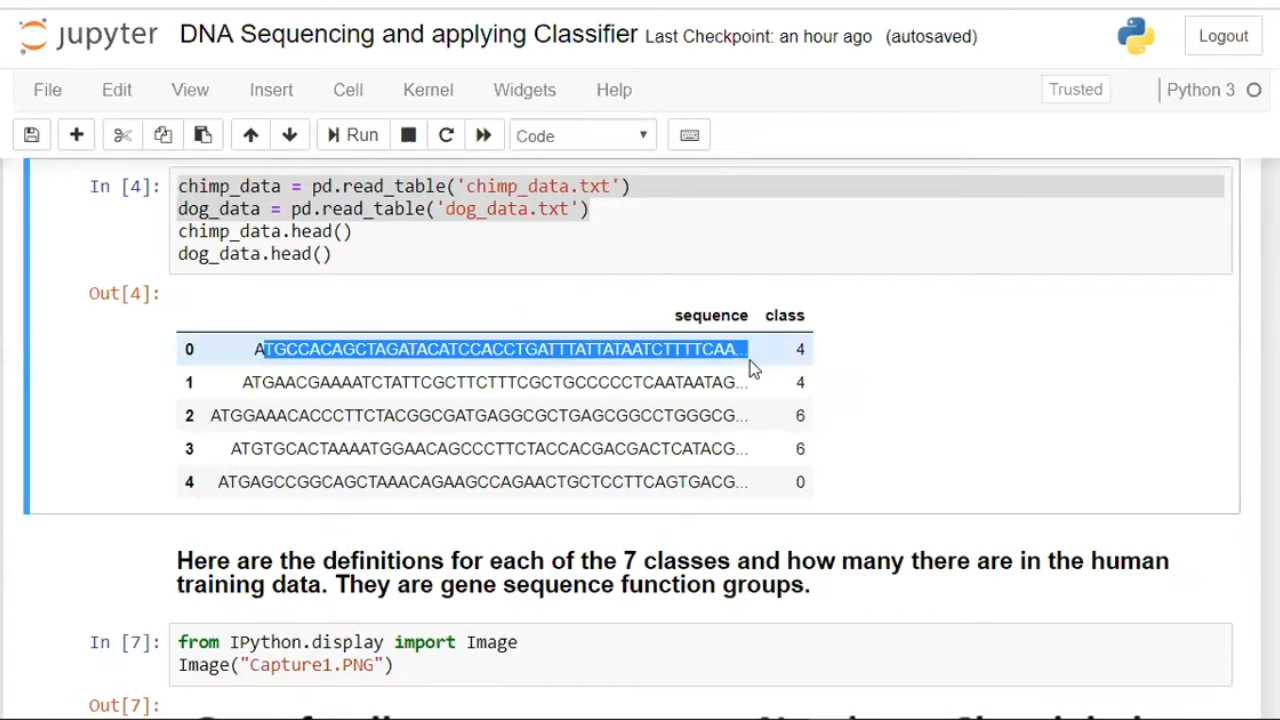 jupyter DNA Sequencing and applying Classifier Last Checkpoint: an hour ago (autosaved) Logout
File Edit View Insert Cell Kernel Widgets Help Trusted Python 3
Run Code
In [4]: chimp_data = pd.read_table('chimp_data.txt')
dog_data = pd.read_table('dog_data.txt')
chimp_data.head()
dog_data.head()
Out[4]:
sequence class
0 ATGCCACAGCTAGATACATCCACCTGATTTATTATAATCTTTTCAA... 4
1 ATGAACGAAAATCTATTCGCTTCTTTCGCTGCCCCCTCAATAATAG... 4
2 ATGGAAACACCCTTCTACGGCGATGAGGCGCTGAGCGGCCTGGGCG... 6
3 ATGTGCACTAAAATGGAACAGCCCTTCTACCACGACGACTCATACG... 6
4 ATGAGCCGGCAGCTAAACAGAAGCCAGAACTGCTCCTTCAGTGACG... 0
Here are the definitions for each of the 7 classes and how many there are in the human
training data. They are gene sequence function groups.
In [7]: from IPython.display import Image
Image("Capture1.PNG")
Out[7]: